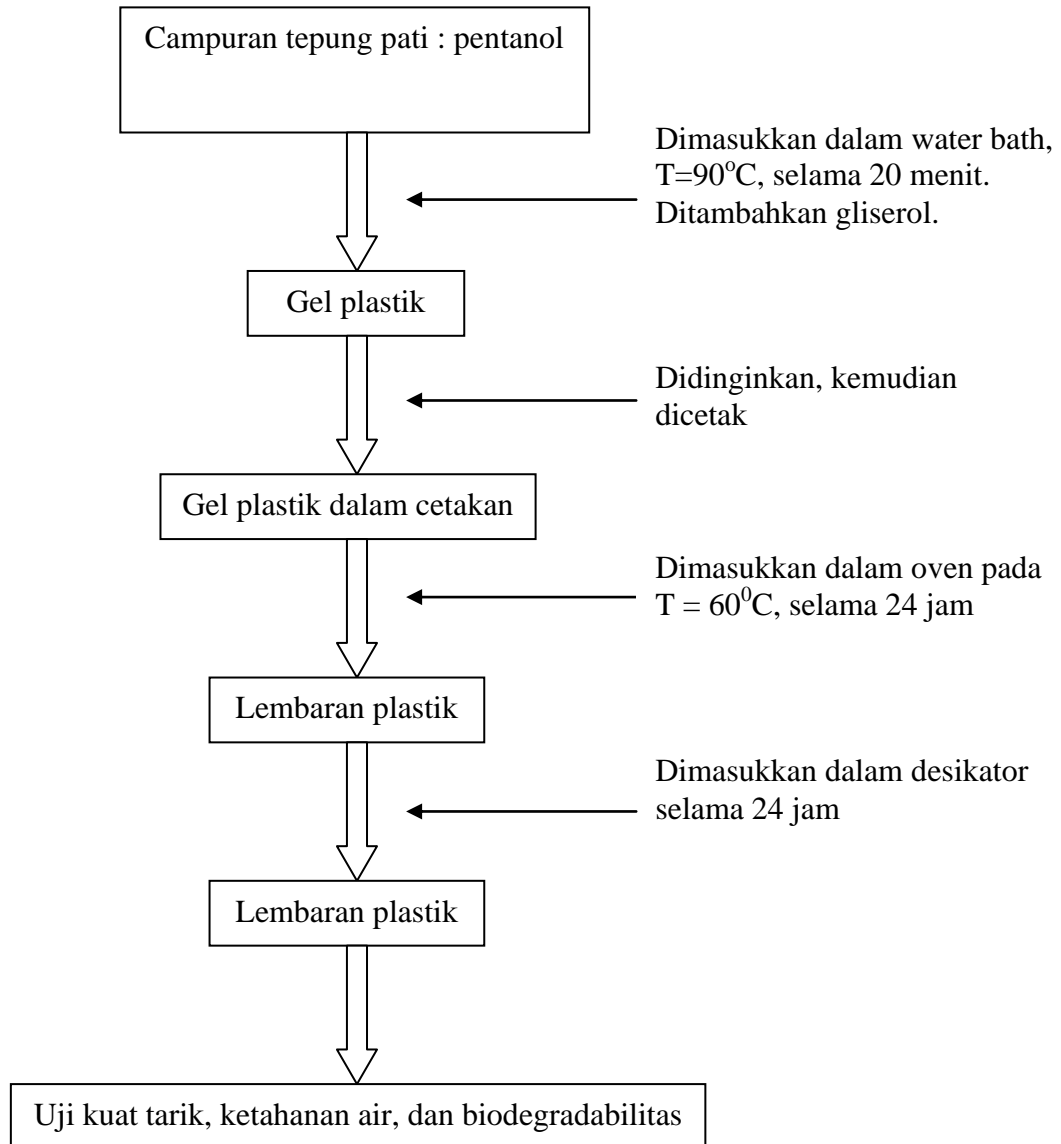 Campuran tepung pati : pentanol
Dimasukkan dalam water bath,
T=90°C, selama 20 menit.
Ditambahkan gliserol.
Gel plastik
Didinginkan, kemudian
dicetak
Gel plastik dalam cetakan
Dimasukkan dalam oven pada
T = 60⁰C, selama 24 jam
Lembaran plastik
Dimasukkan dalam desikator
selama 24 jam
Lembaran plastik
Uji kuat tarik, ketahanan air, dan biodegradabilitas